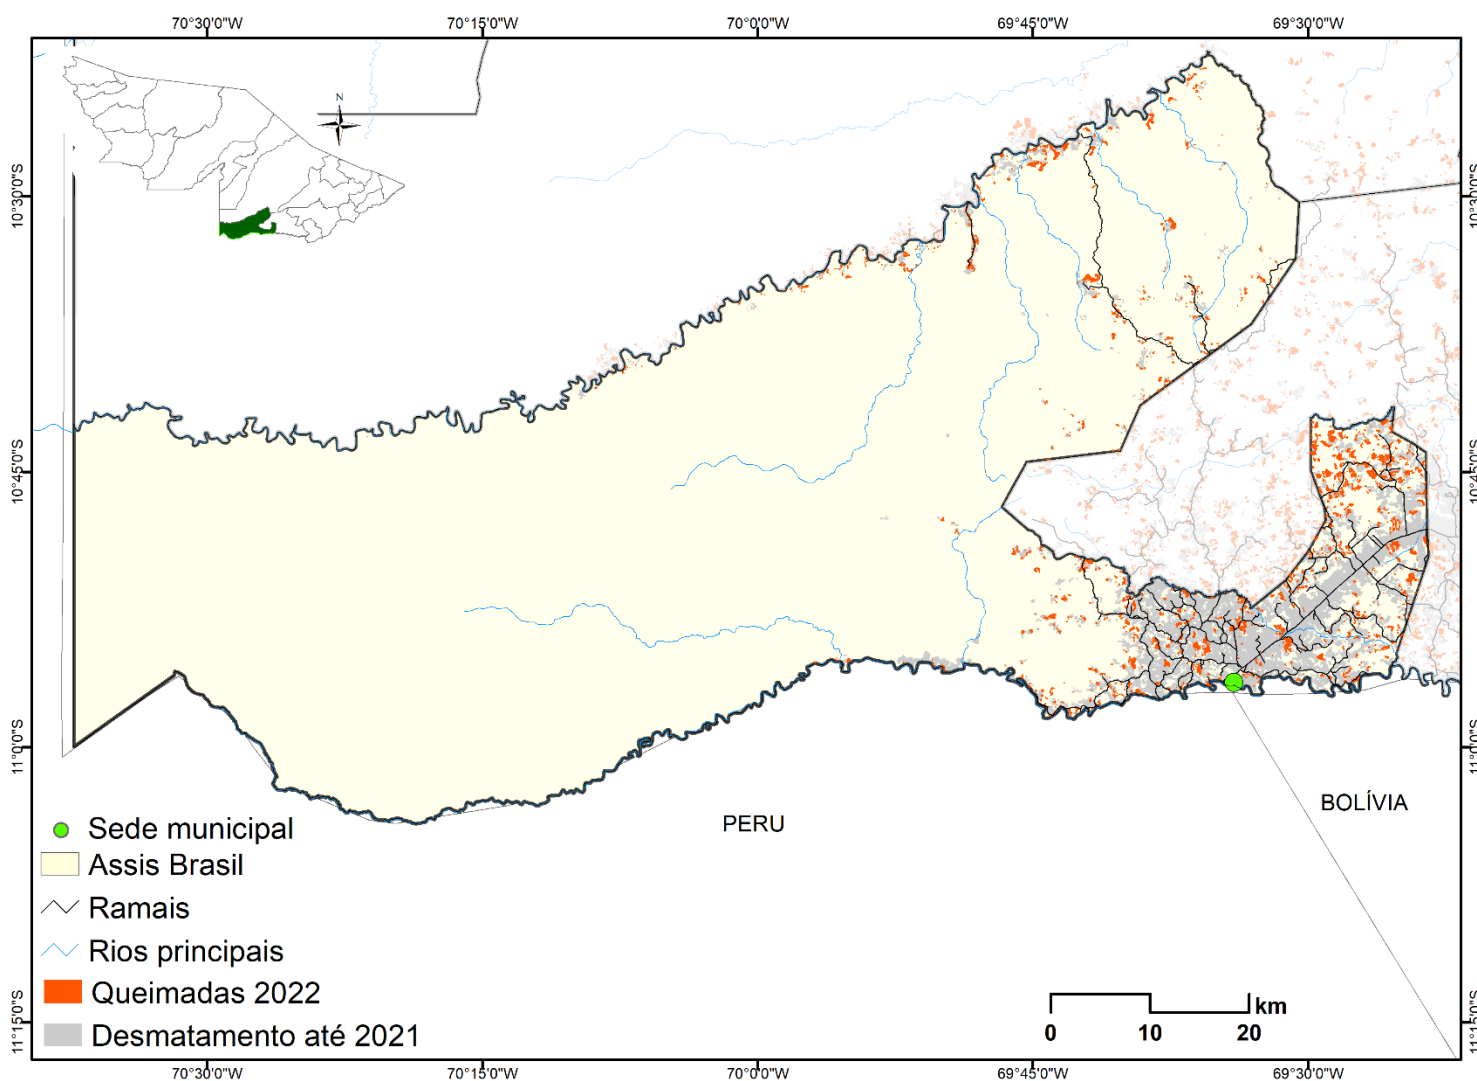 70°30'0"W 70°15'0"W 70°0'0"W 69°45'0"W 69°30'0"W
N
10°30'0"S 10°30'0"S
10°45'0"S 10°45'0"S
11°0'0"S 11°0'0"S
BOLÍVIA
PERU
Sede municipal
Assis Brasil
Ramais
Rios principais
Queimadas 2022
Desmatamento até 2021
km
0 10 20
11°15'0"S 11°15'0"S
70°30'0"W 70°15'0"W 70°0'0"W 69°45'0"W 69°30'0"W